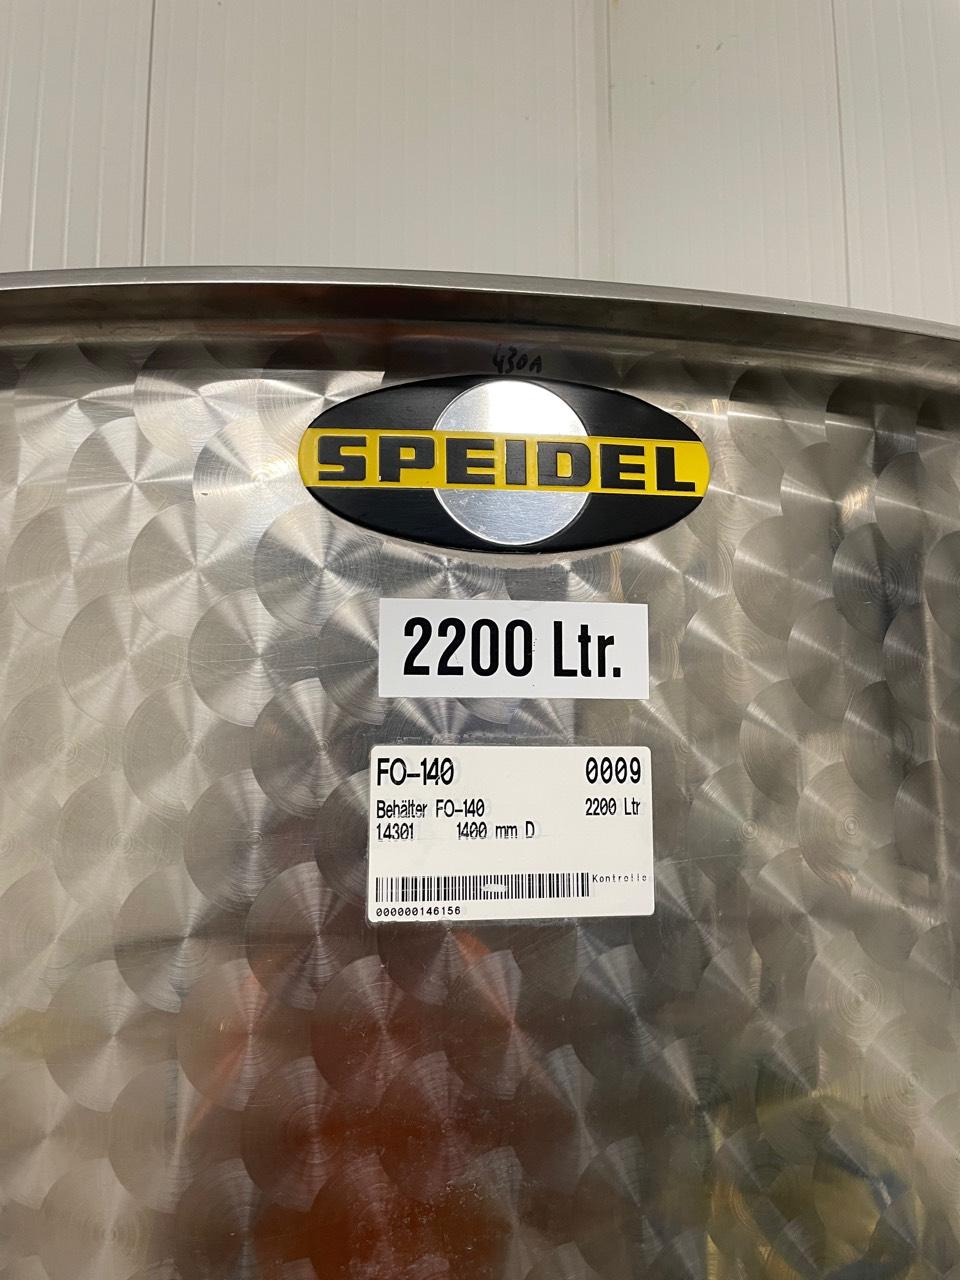 430A
SPEIDEL
2200 Ltr.
FO-140 0009
Behälter FO-140 2200 Ltr
14301 1400 mm D
Kontrolle
000000146156